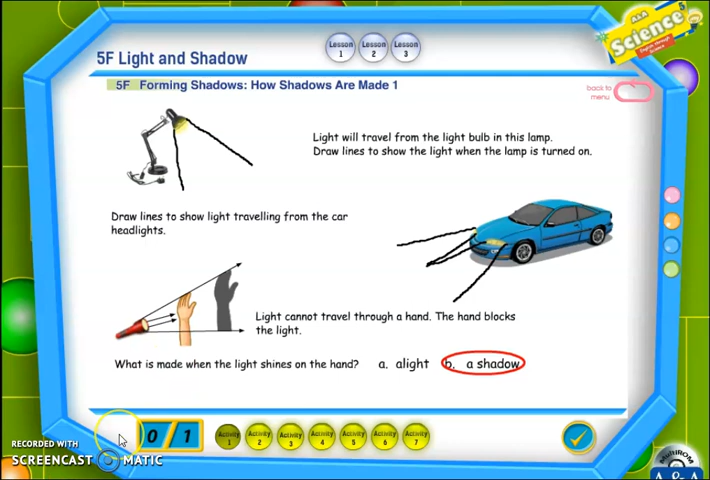 A&A
Science
English through Science
5F Light and Shadow
Lesson 1
Lesson 2
Lesson 3
5F Forming Shadows: How Shadows Are Made 1
back to menu
Light will travel from the light bulb in this lamp.
Draw lines to show the light when the lamp is turned on.
Draw lines to show light travelling from the car
headlights.
Light cannot travel through a hand. The hand blocks
the light.
What is made when the light shines on the hand? a. alight b. a shadow
0 / 1
Activity 1
Activity 2
Activity 3
Activity 4
Activity 5
Activity 6
Activity 7
RECORDED WITH
SCREENCAST MATIC
MultiROM
A & A